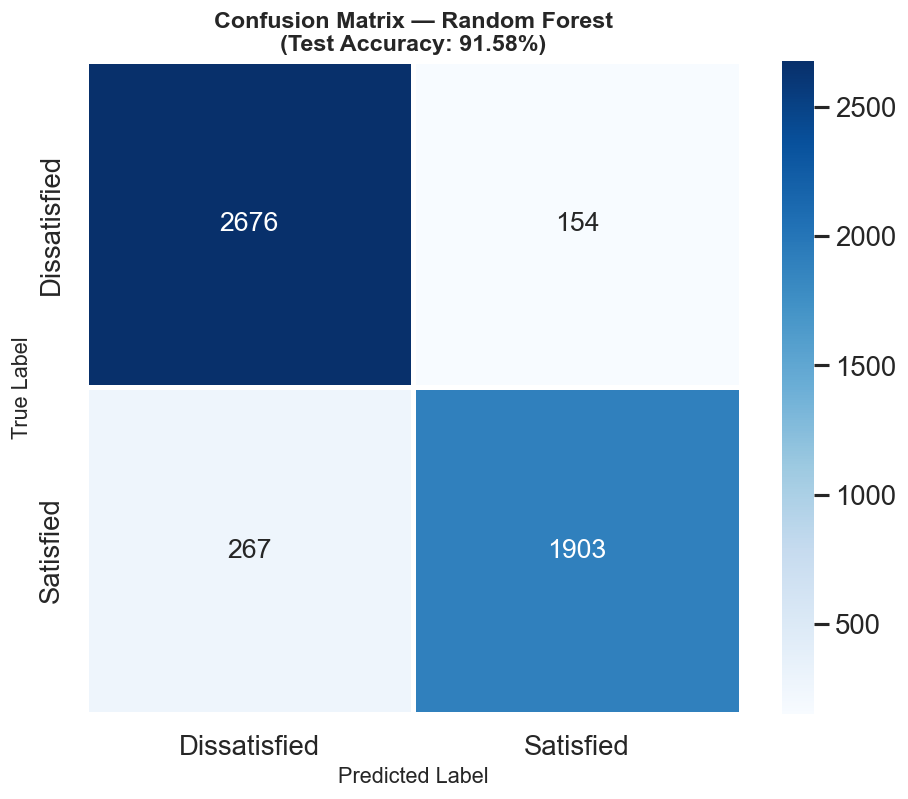 Confusion Matrix — Random Forest
(Test Accuracy: 91.58%)
True Label
Dissatisfied
Satisfied
2676
154
267
1903
Dissatisfied
Satisfied
Predicted Label
2500
2000
1500
1000
500